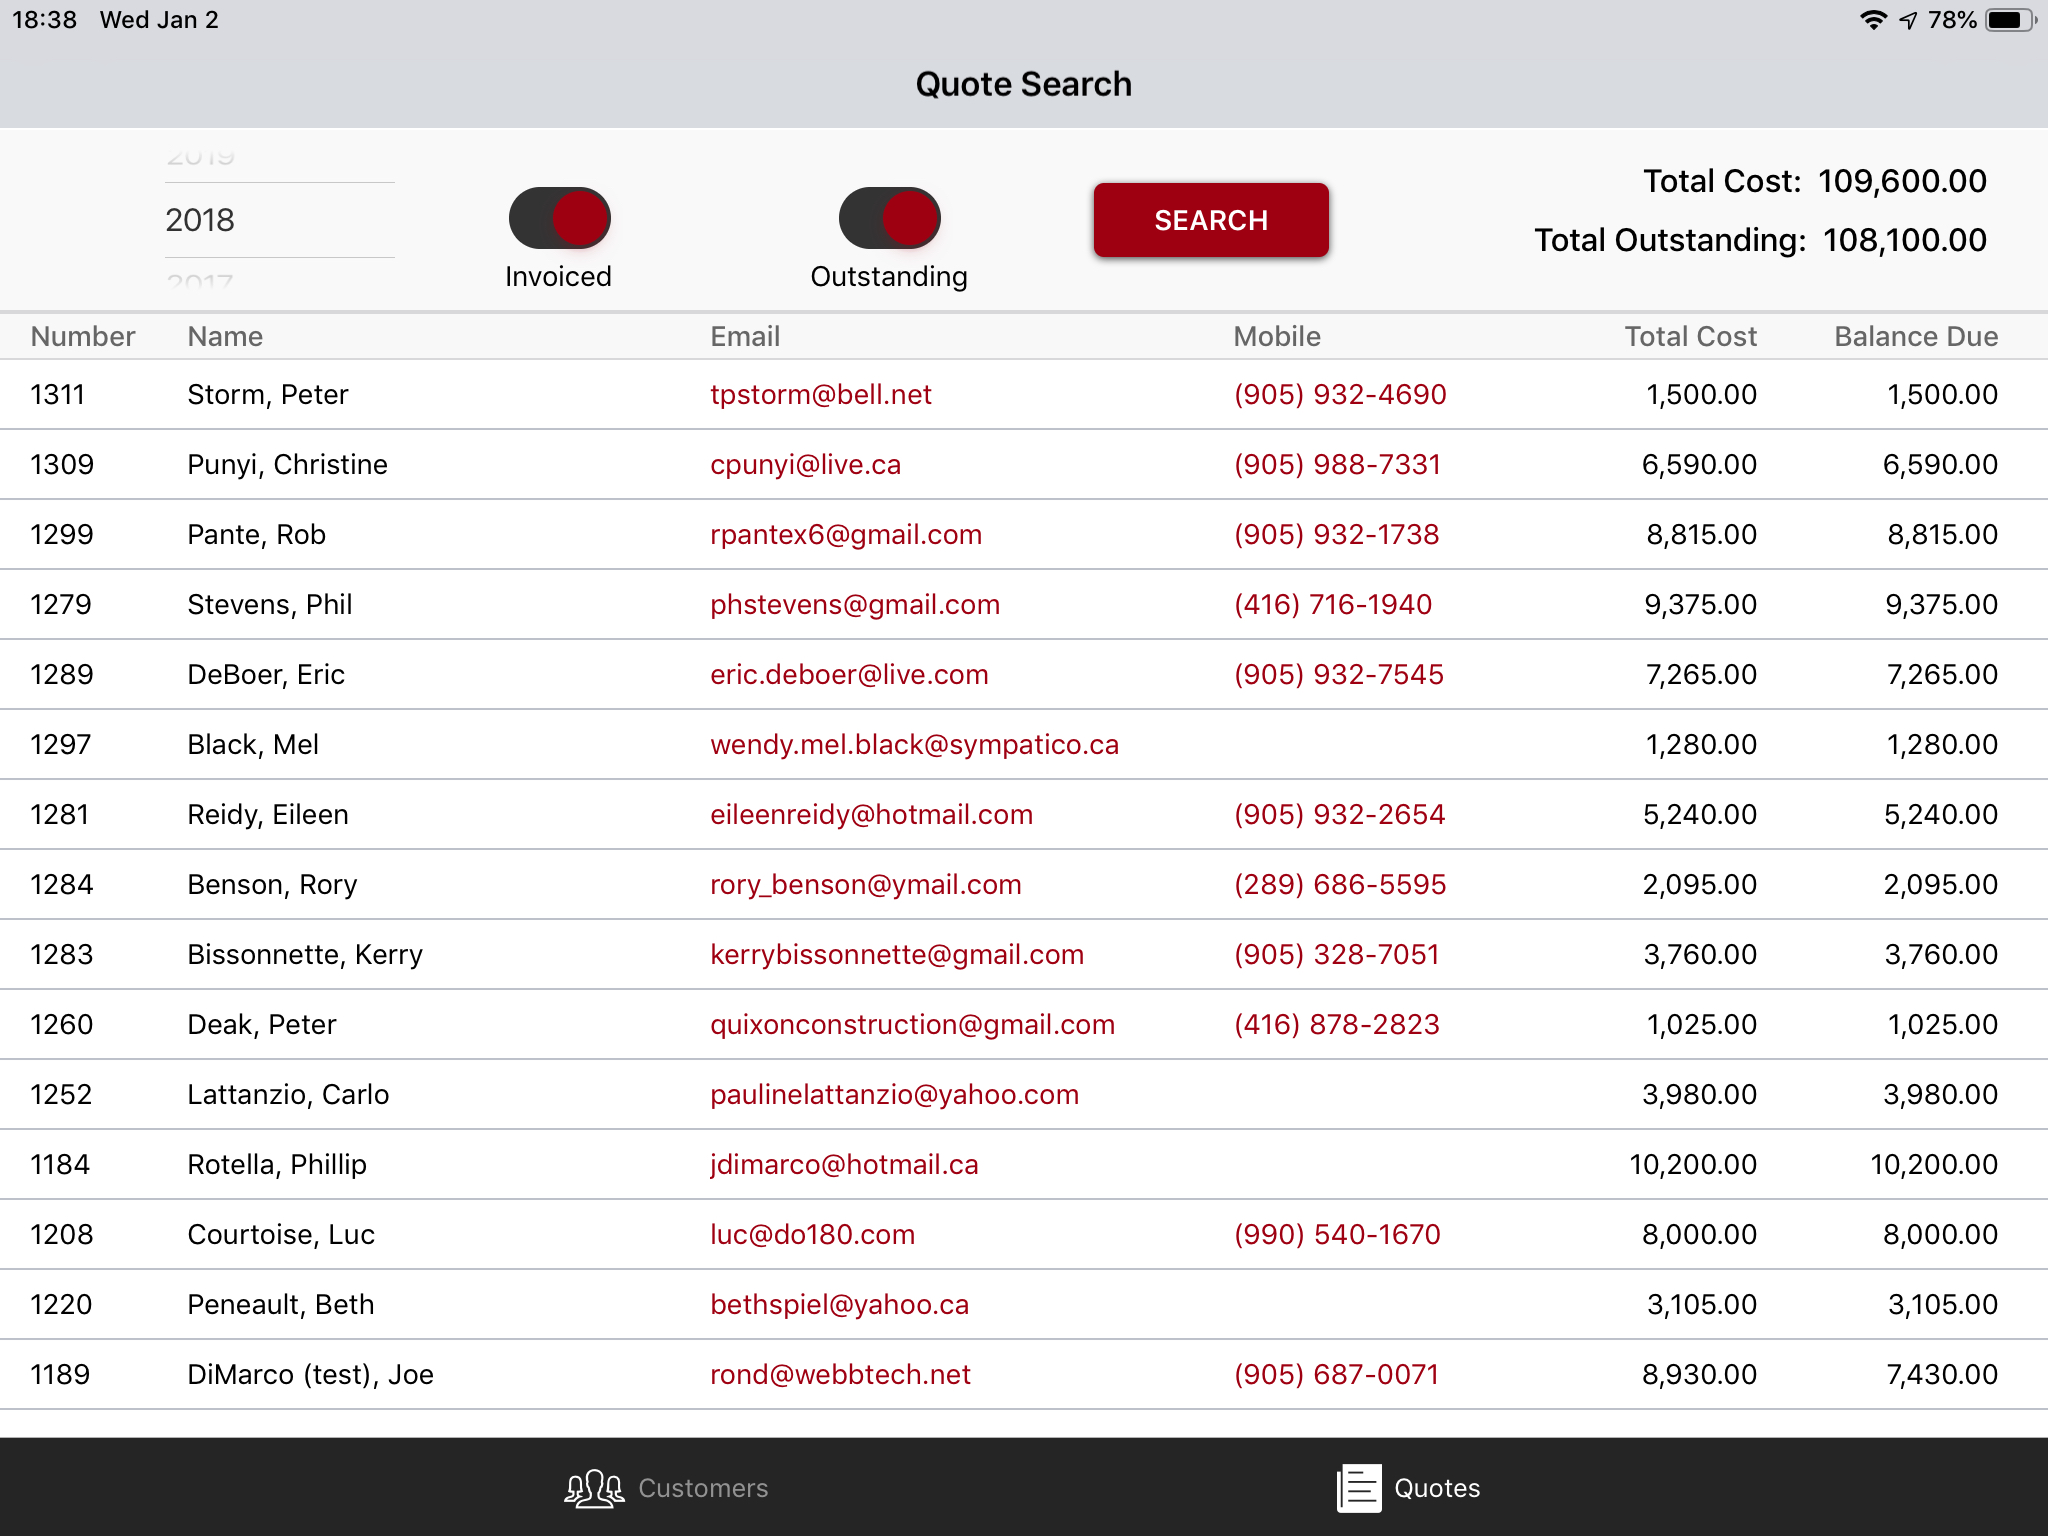 18:38 Wed Jan 2 78%
Quote Search
2019
2018
2017
Invoiced
Outstanding
SEARCH
Total Cost: 109,600.00
Total Outstanding: 108,100.00
Number Name Email Mobile Total Cost Balance Due
1311 Storm, Peter tpstorm@bell.net (905) 932-4690 1,500.00 1,500.00
1309 Punyi, Christine cpunyi@live.ca (905) 988-7331 6,590.00 6,590.00
1299 Pante, Rob rpantex6@gmail.com (905) 932-1738 8,815.00 8,815.00
1279 Stevens, Phil phstevens@gmail.com (416) 716-1940 9,375.00 9,375.00
1289 DeBoer, Eric eric.deboer@live.com (905) 932-7545 7,265.00 7,265.00
1297 Black, Mel wendy.mel.black@sympatico.ca 1,280.00 1,280.00
1281 Reidy, Eileen eileenreidy@hotmail.com (905) 932-2654 5,240.00 5,240.00
1284 Benson, Rory rory_benson@ymail.com (289) 686-5595 2,095.00 2,095.00
1283 Bissonnette, Kerry kerrybissonnette@gmail.com (905) 328-7051 3,760.00 3,760.00
1260 Deak, Peter quixonconstruction@gmail.com (416) 878-2823 1,025.00 1,025.00
1252 Lattanzio, Carlo paulinelattanzio@yahoo.com 3,980.00 3,980.00
1184 Rotella, Phillip jdimarco@hotmail.ca 10,200.00 10,200.00
1208 Courtoise, Luc luc@do180.com (990) 540-1670 8,000.00 8,000.00
1220 Peneault, Beth bethspiel@yahoo.ca 3,105.00 3,105.00
1189 DiMarco (test), Joe rond@webbtech.net (905) 687-0071 8,930.00 7,430.00
Customers Quotes